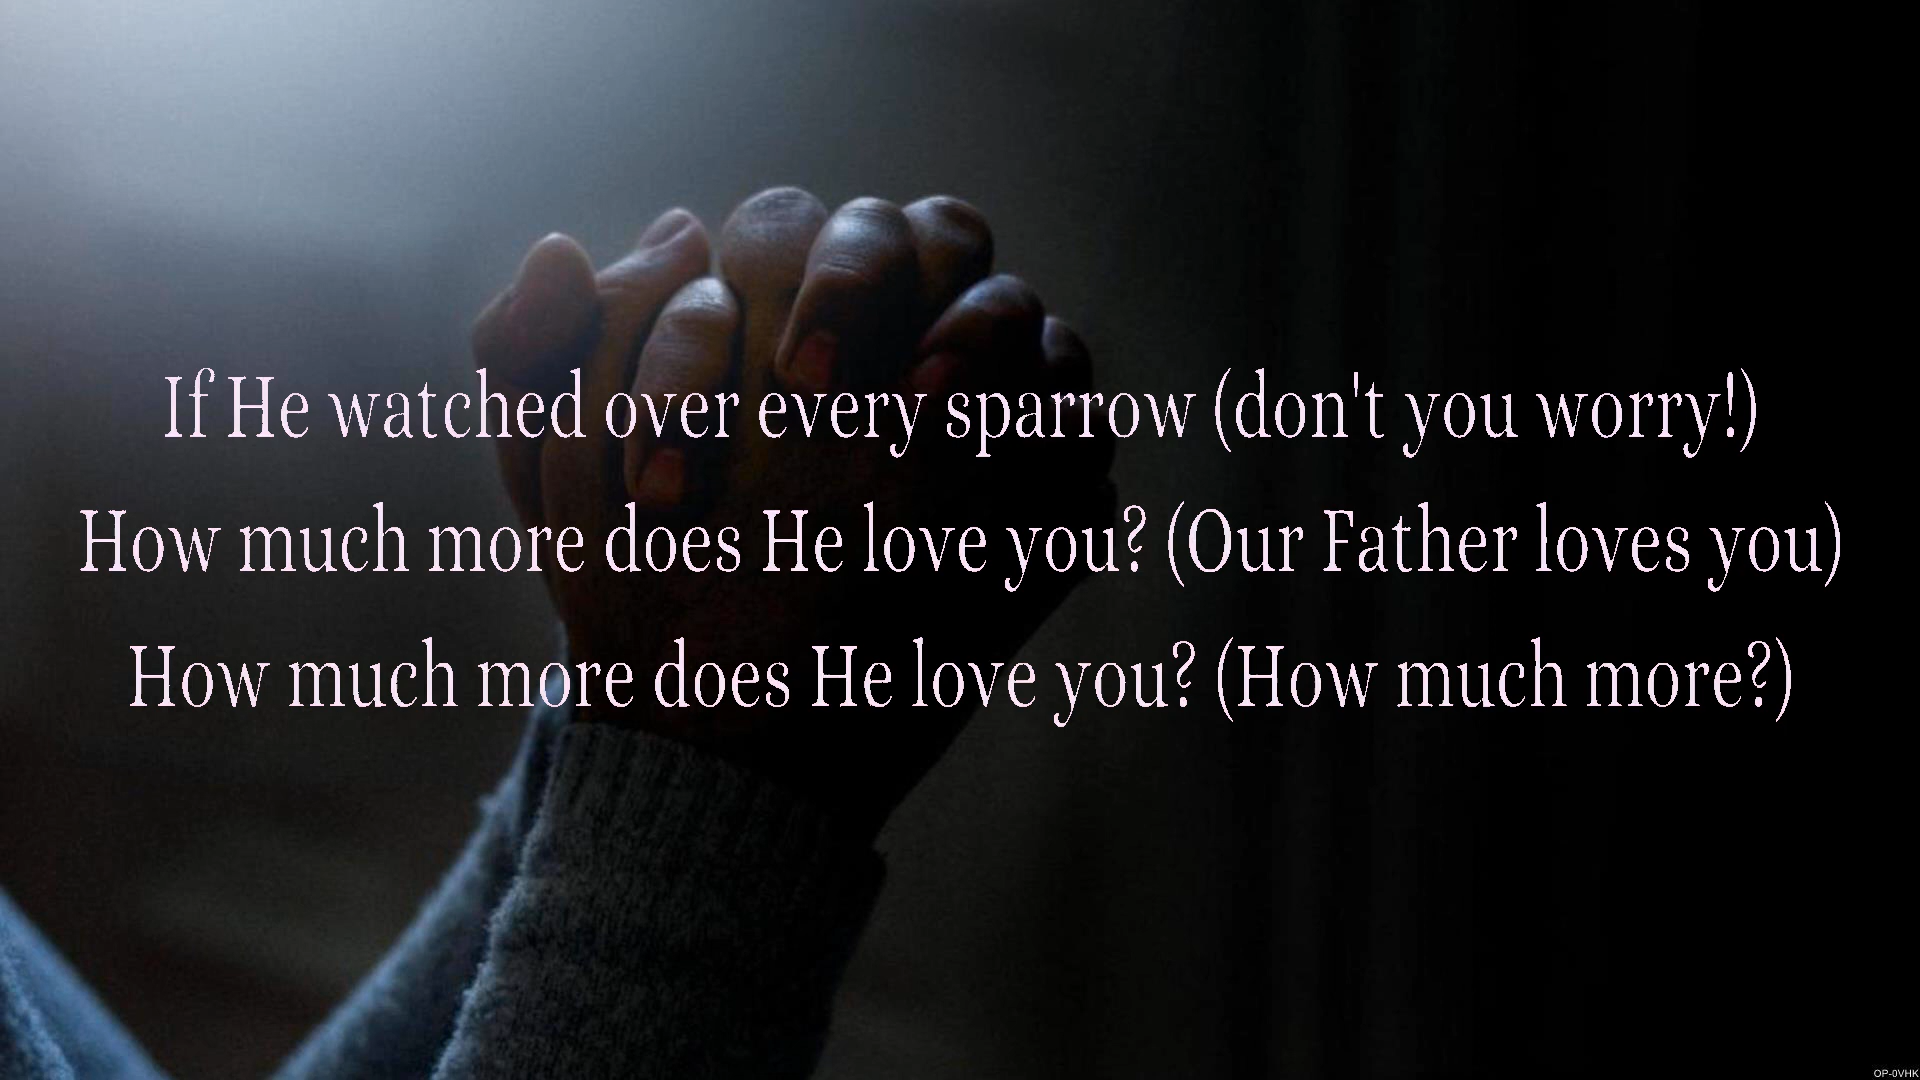 If He watched over every sparrow (don't you worry!)
How much more does He love you? (Our Father loves you)
How much more does He love you? (How much more?)
OP-0VHK